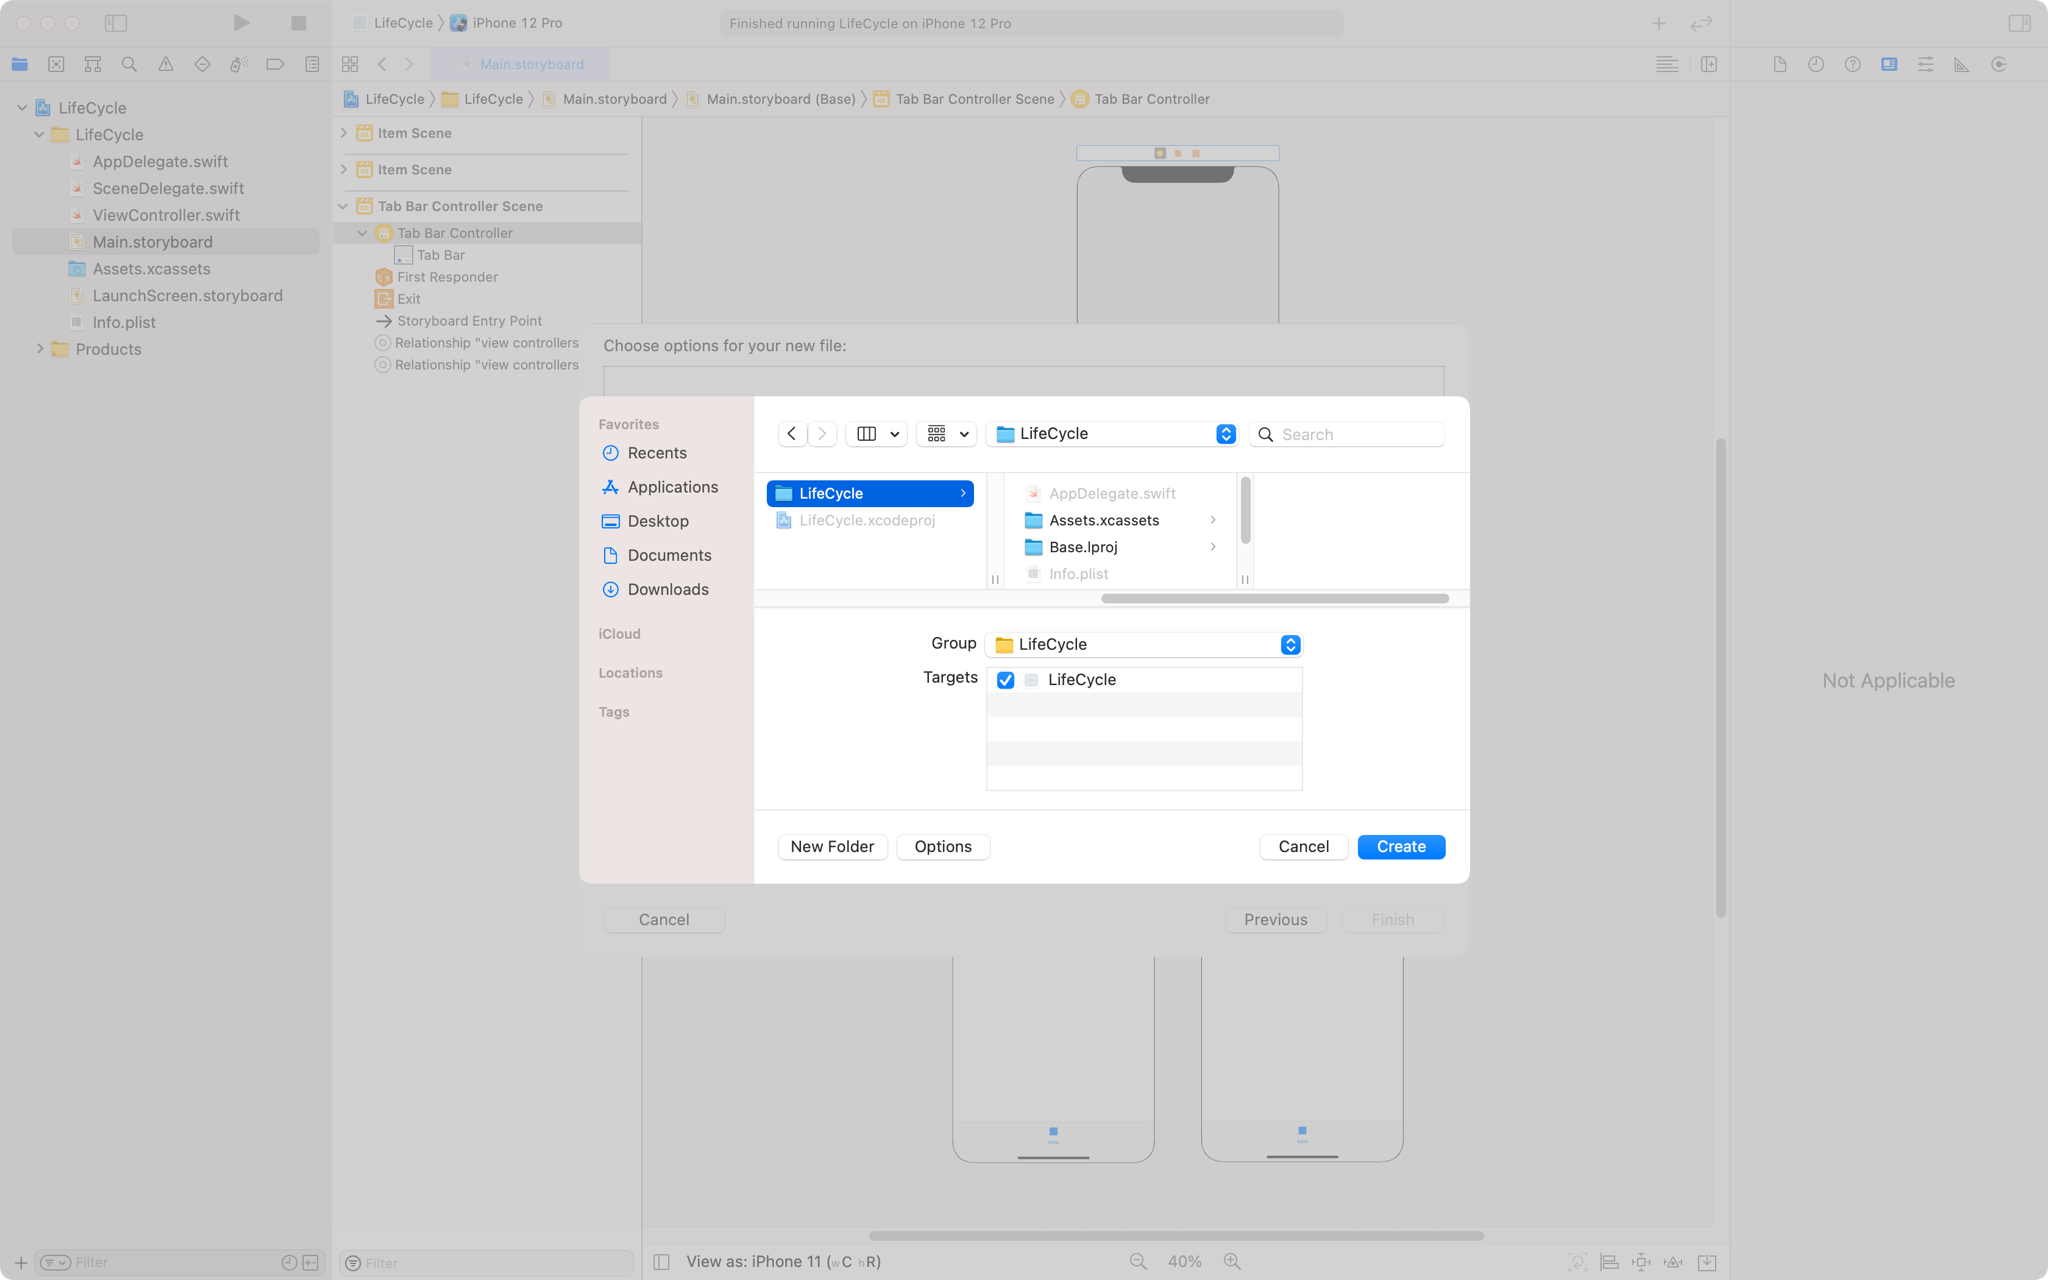 LifeCycle
iPhone 12 Pro
Finished running LifeCycle on iPhone 12 Pro
Main.storyboard
LifeCycle
LifeCycle
Main.storyboard
Main.storyboard (Base)
Tab Bar Controller Scene
Tab Bar Controller
LifeCycle
LifeCycle
AppDelegate.swift
SceneDelegate.swift
ViewController.swift
Main.storyboard
Assets.xcassets
LaunchScreen.storyboard
Info.plist
Products
Item Scene
Item Scene
Tab Bar Controller Scene
Tab Bar Controller
Tab Bar
First Responder
Exit
Storyboard Entry Point
Relationship "view controllers
Relationship "view controllers
Choose options for your new file:
Favorites
Recents
Applications
Desktop
Documents
Downloads
iCloud
Locations
Tags
LifeCycle
Search
LifeCycle
LifeCycle.xcodeproj
AppDelegate.swift
Assets.xcassets
Base.lproj
Info.plist
Group
LifeCycle
Targets
LifeCycle
New Folder
Options
Cancel
Create
Cancel
Previous
Finish
Not Applicable
Filter
Filter
View as: iPhone 11 (wC hR)
40%